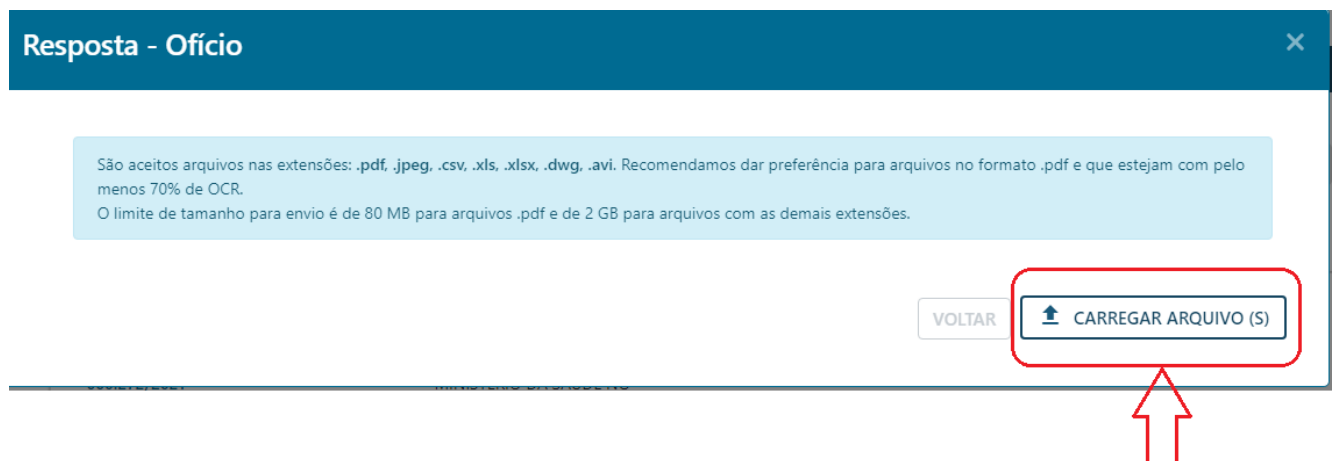 Resposta - Ofício
×
São aceitos arquivos nas extensões: .pdf, .jpeg, .csv, .xls, .xlsx, .dwg, .avi. Recomendamos dar preferência para arquivos no formato .pdf e que estejam com pelo
menos 70% de OCR.
O limite de tamanho para envio é de 80 MB para arquivos .pdf e de 2 GB para arquivos com as demais extensões.
VOLTAR
CARREGAR ARQUIVO (S)